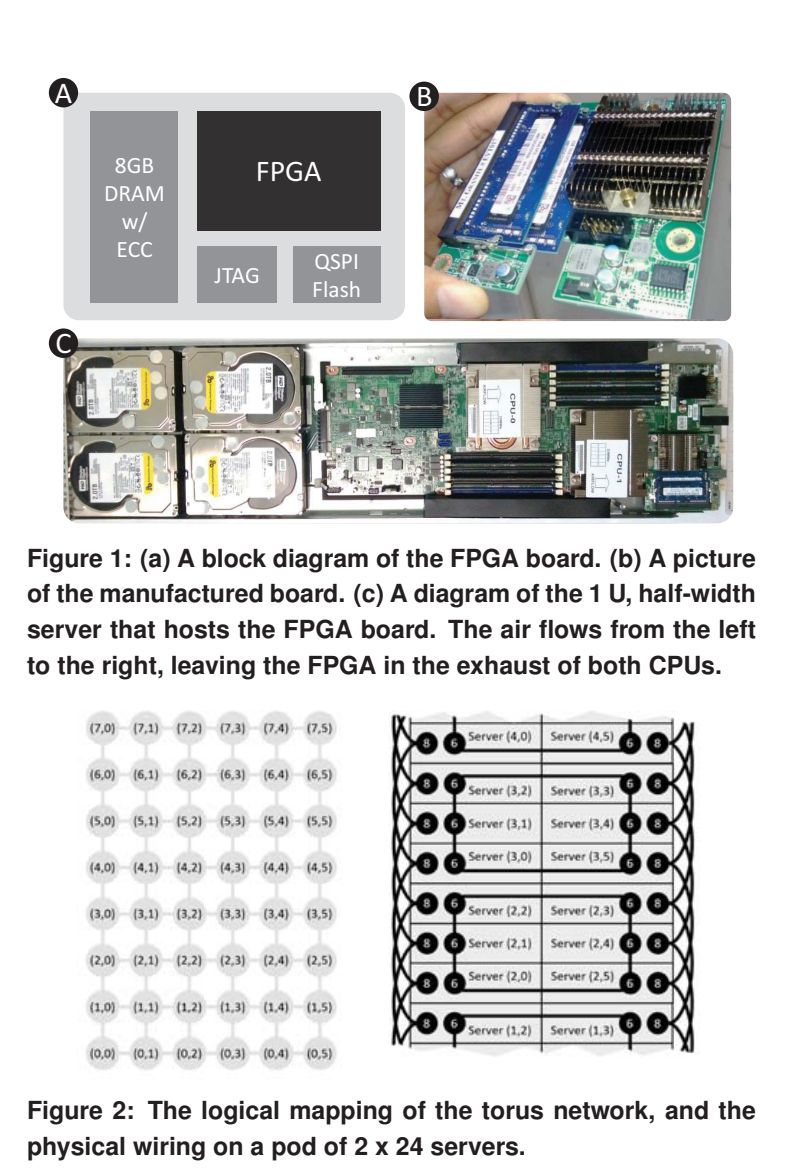 A
8GB
DRAM
w/
ECC
FPGA
JTAG
QSPI
Flash
B
C
2.0TB
2.0TB
2.0TB
2.0TB
CPU-0
CPU-1
Figure 1: (a) A block diagram of the FPGA board. (b) A picture
of the manufactured board. (c) A diagram of the 1 U, half-width
server that hosts the FPGA board. The air flows from the left
to the right, leaving the FPGA in the exhaust of both CPUs.
(7,0) (7,1) (7,2) (7,3) (7,4) (7,5)
(6,0) (6,1) (6,2) (6,3) (6,4) (6,5)
(5,0) (5,1) (5,2) (5,3) (5,4) (5,5)
(4,0) (4,1) (4,2) (4,3) (4,4) (4,5)
(3,0) (3,1) (3,2) (3,3) (3,4) (3,5)
(2,0) (2,1) (2,2) (2,3) (2,4) (2,5)
(1,0) (1,1) (1,2) (1,3) (1,4) (1,5)
(0,0) (0,1) (0,2) (0,3) (0,4) (0,5)
8 6 Server (4,0) Server (4,5) 6 8
8 6 Server (3,2) Server (3,3) 6 8
8 6 Server (3,1) Server (3,4) 6 8
8 6 Server (3,0) Server (3,5) 6 8
8 6 Server (2,2) Server (2,3) 6 8
8 6 Server (2,1) Server (2,4) 6 8
8 6 Server (2,0) Server (2,5) 6 8
8 6 Server (1,2) Server (1,3) 6 8
Figure 2: The logical mapping of the torus network, and the
physical wiring on a pod of 2 x 24 servers.